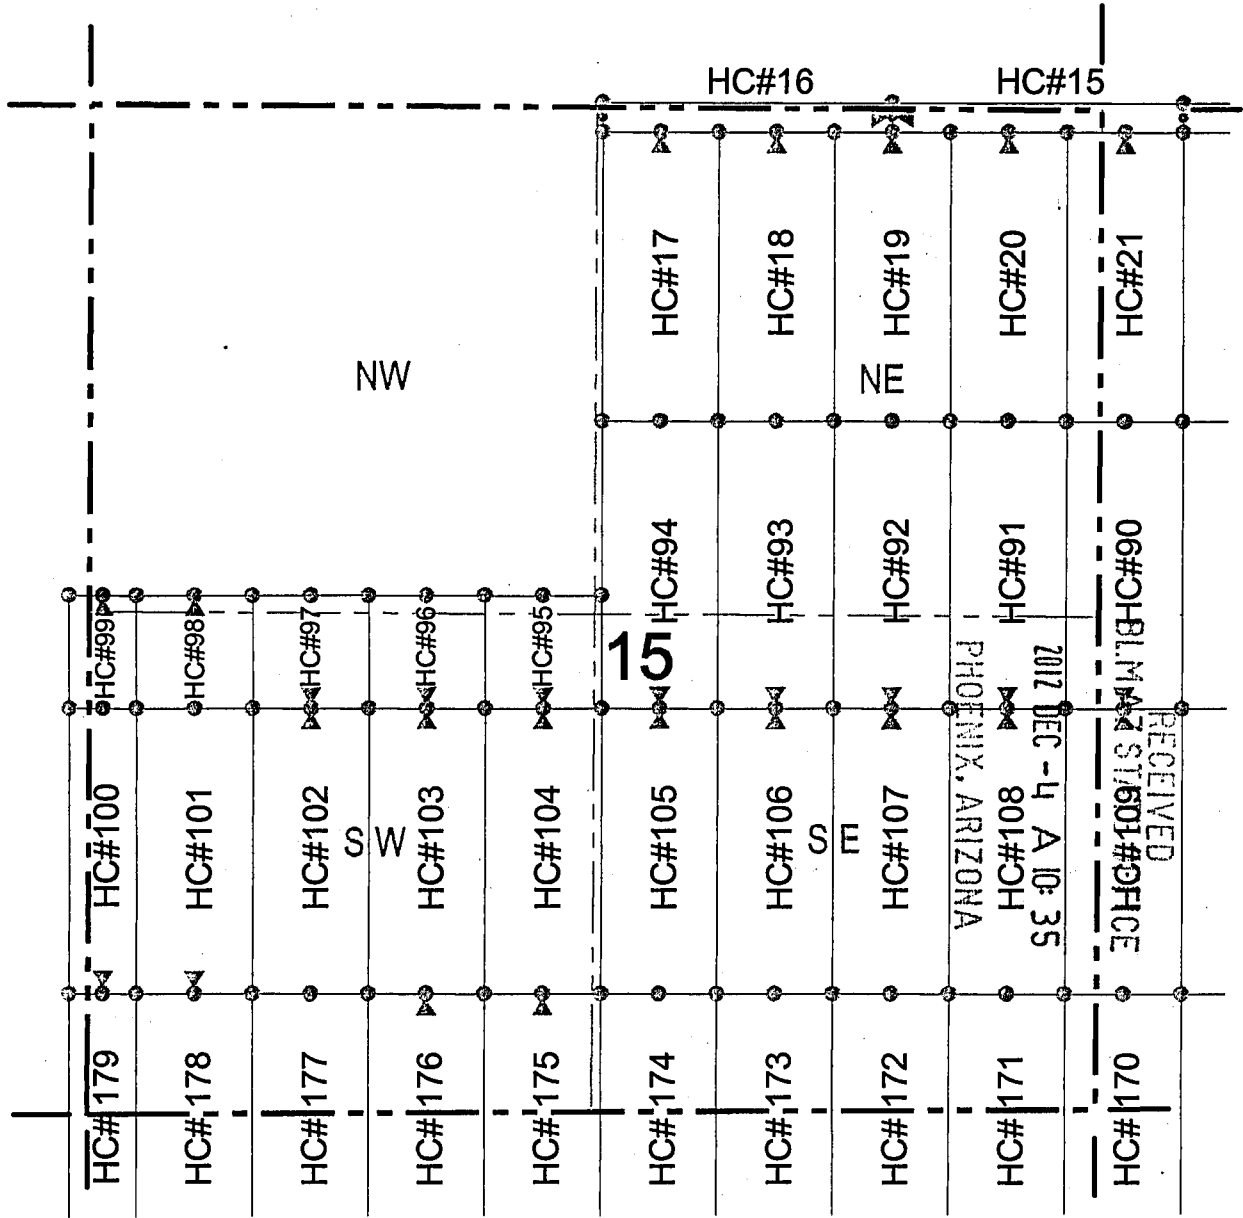 HC#16 HC#15
HC#17 HC#18 HC#19 HC#20 HC#21
NW NE
HC#94 HC#93 HC#92 HC#91 HC#90
HC#99 HC#98 HC#97 HC#96 HC#95
15
HC#100 HC#101 HC#102 HC#103 HC#104 HC#105 HC#106 HC#107 HC#108 HC#109
SW SE
HC#179 HC#178 HC#177 HC#176 HC#175 HC#174 HC#173 HC#172 HC#171 HC#170
RECEIVED
BLM AZ STATE OFFICE
2012 DEC -4 A 10:35
PHOENIX, ARIZONA